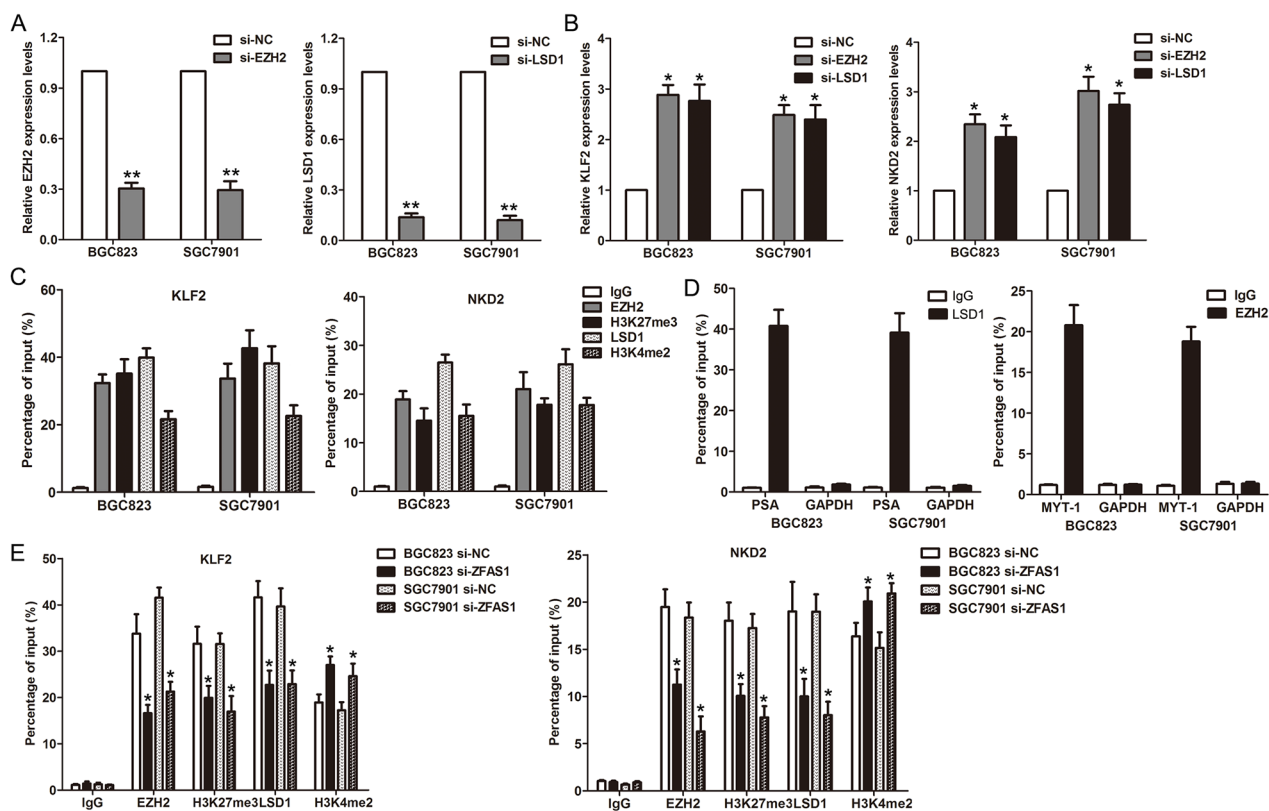 A
Relative EZH2 expression levels
1.2
0.9
0.6
0.3
0.0
si-NC
si-EZH2
**
**
BGC823
SGC7901
Relative LSD1 expression levels
1.2
0.9
0.6
0.3
0.0
si-NC
si-LSD1
**
**
BGC823
SGC7901
B
Relative KLF2 expression levels
4
3
2
1
0
si-NC
si-EZH2
si-LSD1
*
*
*
*
BGC823
SGC7901
Relative NKD2 expression levels
4
3
2
1
0
si-NC
si-EZH2
si-LSD1
*
*
*
*
BGC823
SGC7901
C
KLF2
Percentage of input (%)
60
40
20
0
BGC823
SGC7901
NKD2
Percentage of input (%)
40
30
20
10
0
IgG
EZH2
H3K27me3
LSD1
H3K4me2
BGC823
SGC7901
D
Percentage of input (%)
50
40
30
20
10
0
IgG
LSD1
PSA
GAPDH
PSA
GAPDH
BGC823
SGC7901
Percentage of input (%)
25
20
15
10
5
0
IgG
EZH2
MYT-1
GAPDH
MYT-1
GAPDH
BGC823
SGC7901
E
KLF2
Percentage of input (%)
50
40
30
20
10
0
BGC823 si-NC
BGC823 si-ZFAS1
SGC7901 si-NC
SGC7901 si-ZFAS1
*
*
*
*
*
*
*
*
IgG
EZH2
H3K27me3
LSD1
H3K4me2
NKD2
Percentage of input (%)
25
20
15
10
5
0
BGC823 si-NC
BGC823 si-ZFAS1
SGC7901 si-NC
SGC7901 si-ZFAS1
*
*
*
*
*
*
*
*
IgG
EZH2
H3K27me3
LSD1
H3K4me2